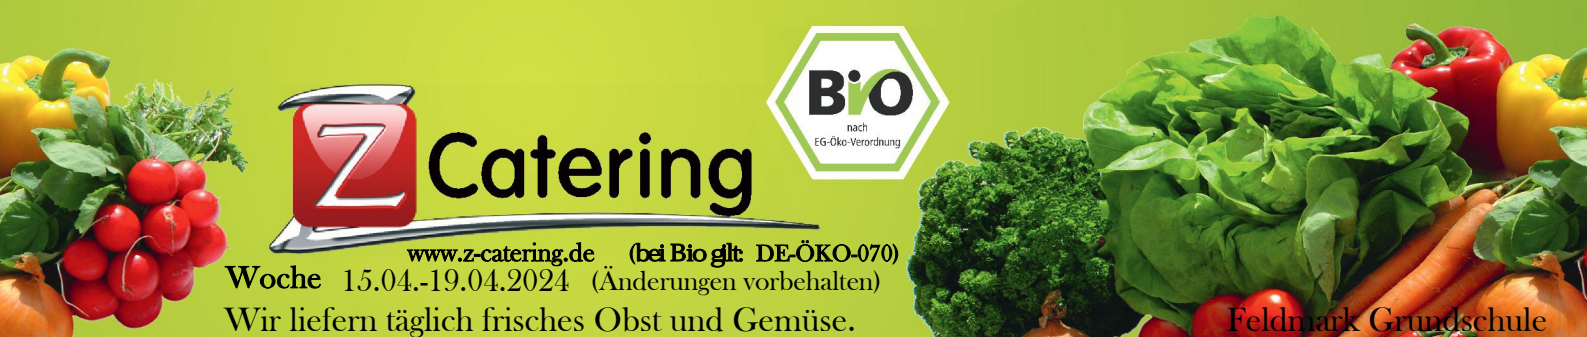 Bio
nach
EG-Öko-Verordnung
Z Catering
www.z-catering.de (bei Bio gilt: DE-ÖKO-070)
Woche 15.04.-19.04.2024 (Änderungen vorbehalten)
Wir liefern täglich frisches Obst und Gemüse.
Feldmark Grundschule